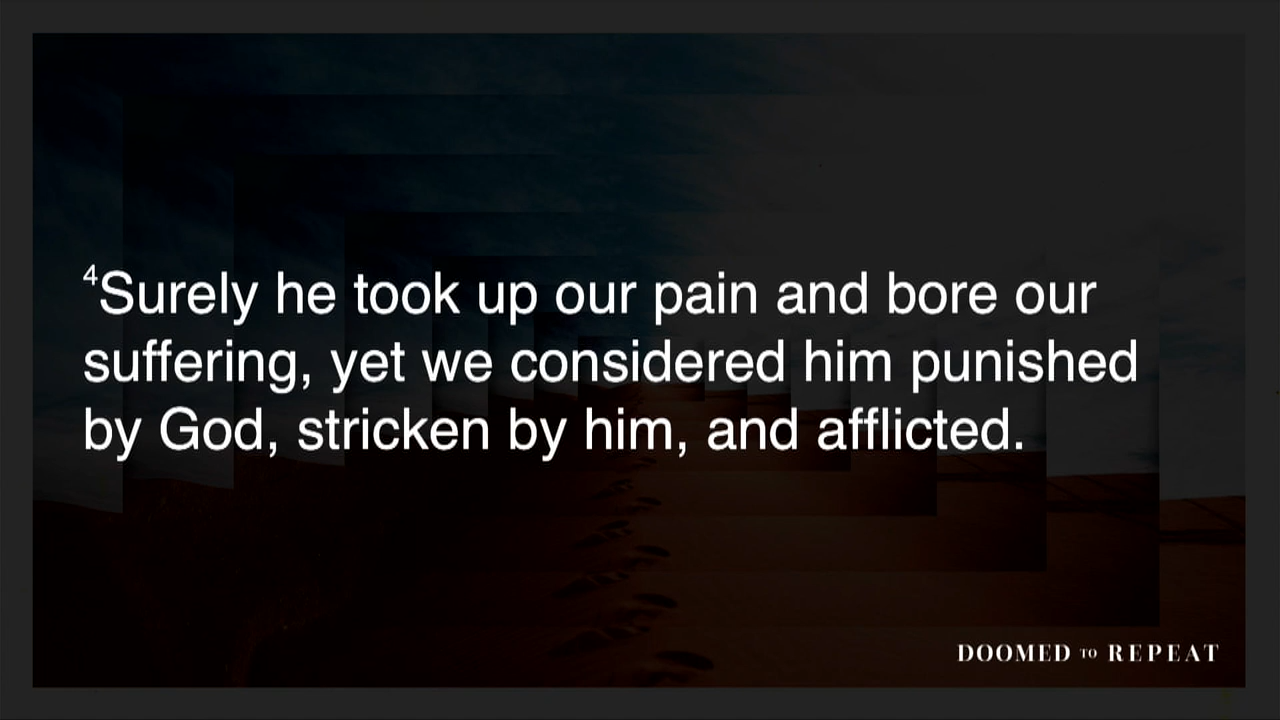 4Surely he took up our pain and bore our
suffering, yet we considered him punished
by God, stricken by him, and afflicted.
DOOMED TO REPEAT